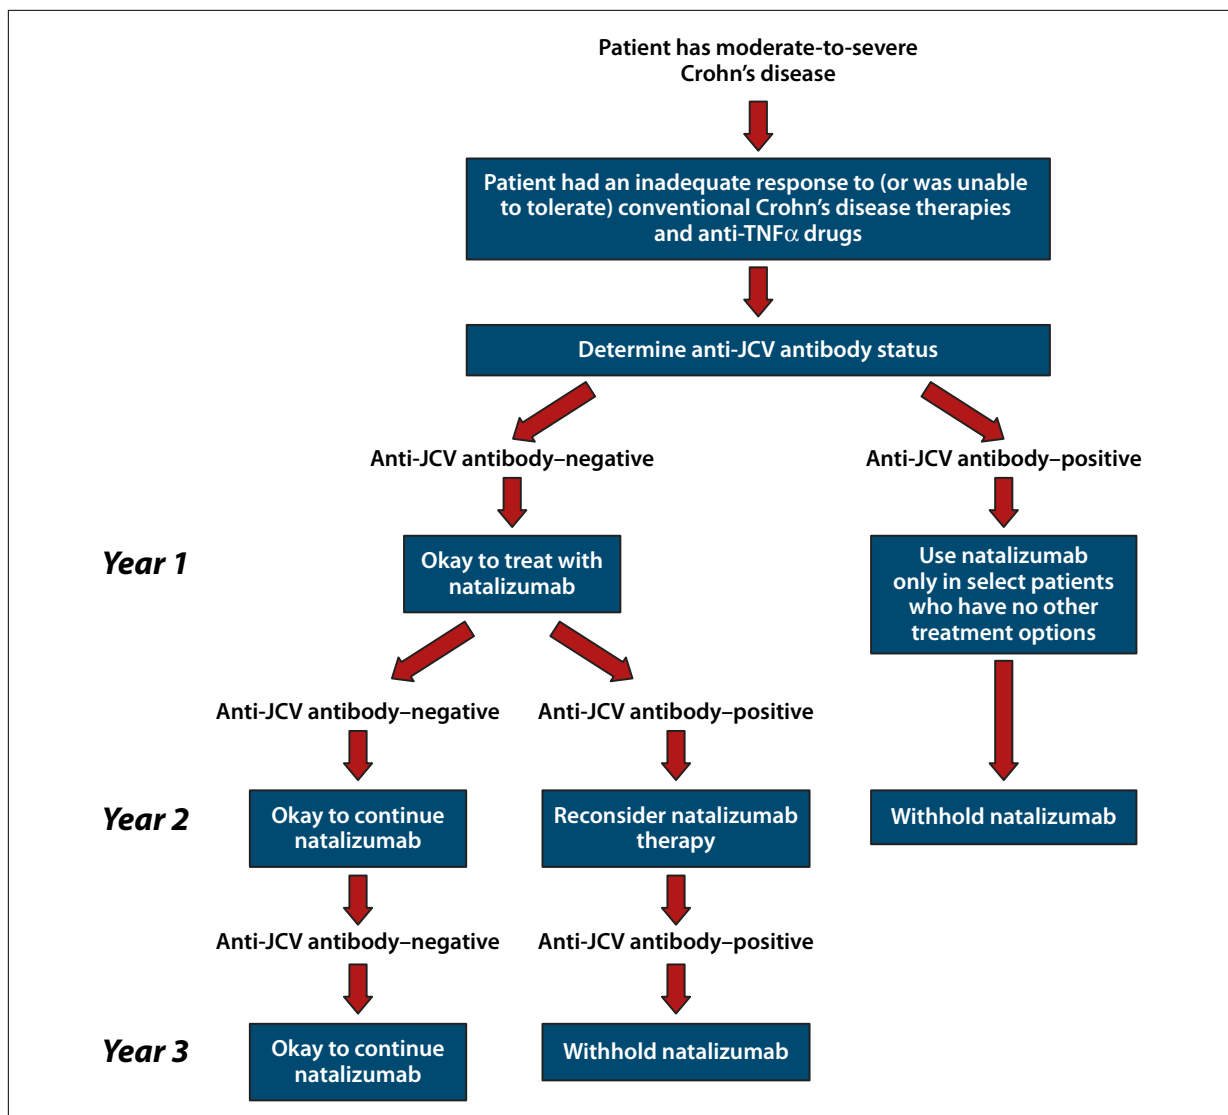 Patient has moderate-to-severe
Crohn’s disease
Patient had an inadequate response to (or was unable
to tolerate) conventional Crohn’s disease therapies
and anti-TNFα drugs
Determine anti-JCV antibody status
Anti-JCV antibody–negative
Anti-JCV antibody–positive
Year 1
Okay to treat with
natalizumab
Use natalizumab
only in select patients
who have no other
treatment options
Anti-JCV antibody–negative
Anti-JCV antibody–positive
Year 2
Okay to continue
natalizumab
Reconsider natalizumab
therapy
Withhold natalizumab
Anti-JCV antibody–negative
Anti-JCV antibody–positive
Year 3
Okay to continue
natalizumab
Withhold natalizumab